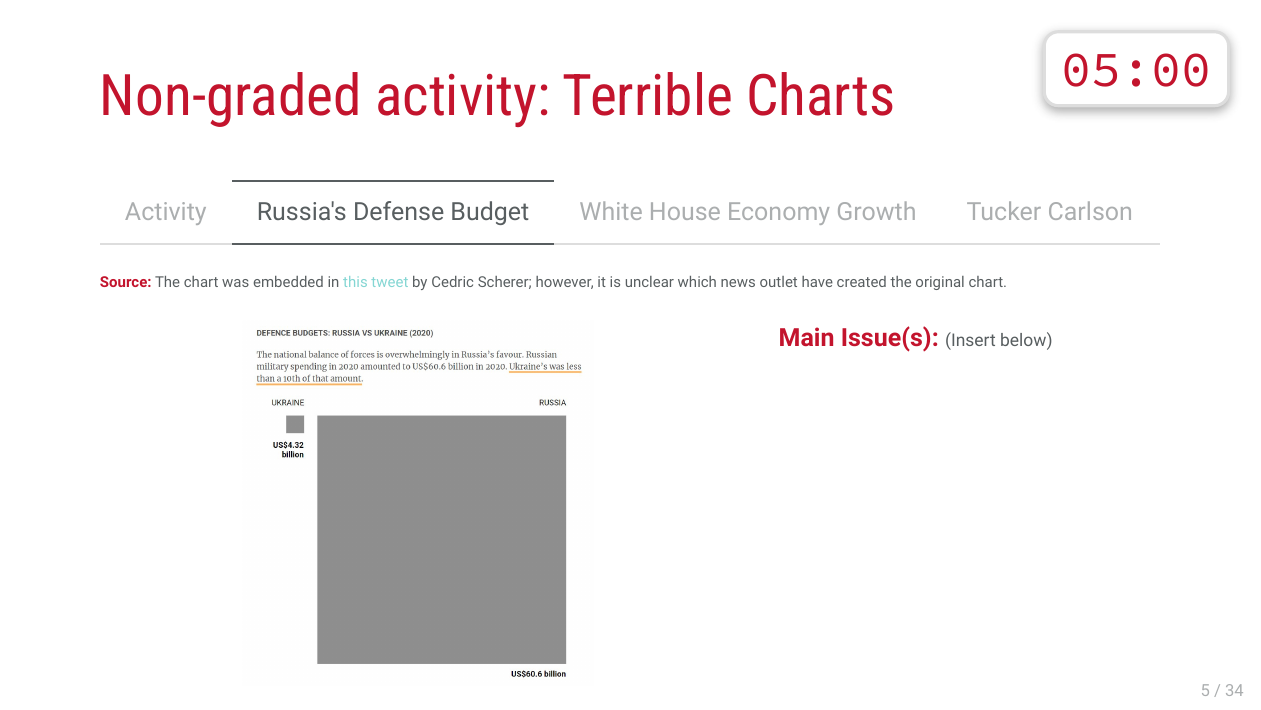 Non-graded activity: Terrible Charts
05:00
Activity
Russia's Defense Budget
White House Economy Growth
Tucker Carlson
Source: The chart was embedded in this tweet by Cedric Scherer; however, it is unclear which news outlet have created the original chart.
DEFENCE BUDGETS: RUSSIA VS UKRAINE (2020)
The national balance of forces is overwhelmingly in Russia's favour. Russian
military spending in 2020 amounted to US$60.6 billion in 2020. Ukraine's was less
than a 10th of that amount.
UKRAINE
RUSSIA
US$4.32
billion
US$60.6 billion
Main Issue(s): (Insert below)
5 / 34